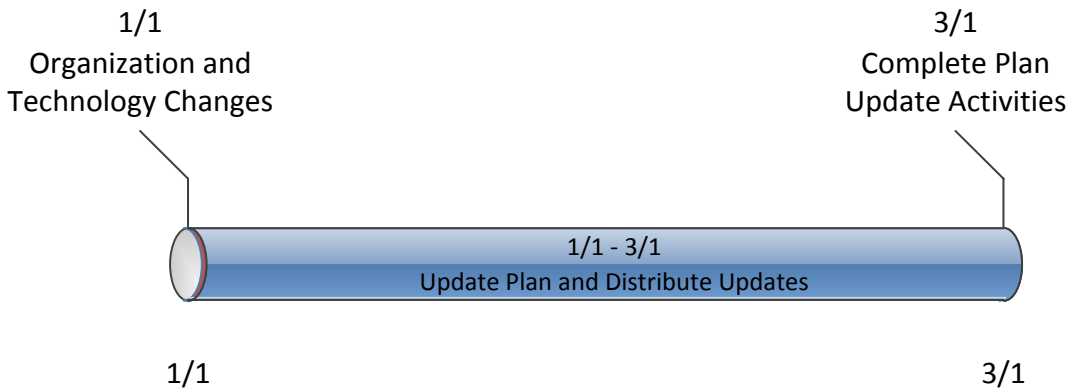 1/1
Organization and
Technology Changes
3/1
Complete Plan
Update Activities
1/1 - 3/1
Update Plan and Distribute Updates
1/1
3/1